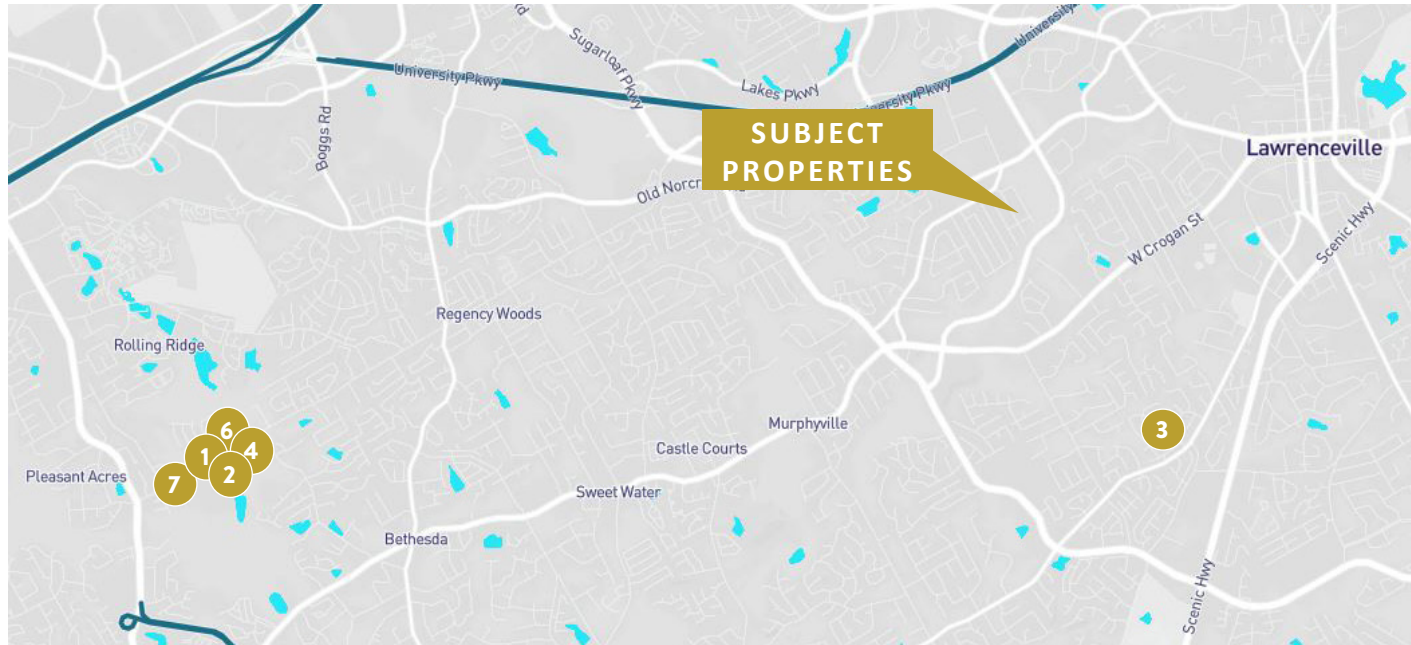 Rd
Sugarloaf Pkwy
University Pkwy
University
Lakes Pkwy
University Pkwy
Boggs Rd
SUBJECT
PROPERTIES
Lawrenceville
Old Norcr
W Crogan St
Scenic Hwy
Regency Woods
Rolling Ridge
6
1
4
2
7
3
Murphyville
Castle Courts
Pleasant Acres
Sweet Water
Bethesda
Scenic Hwy